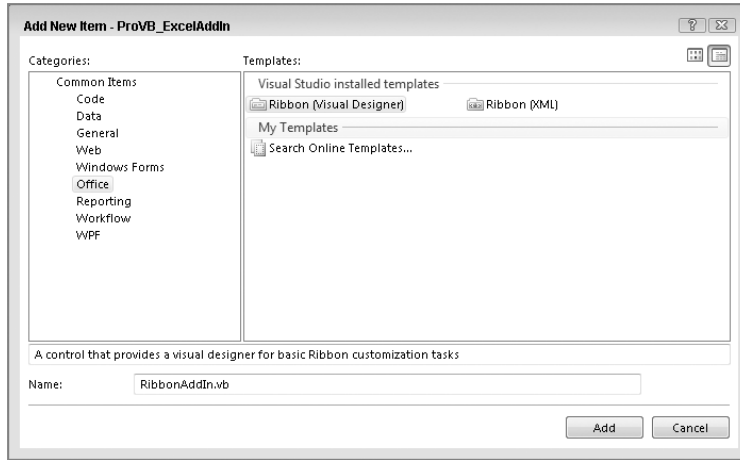 Add New Item - ProVB_ExcelAddIn
Categories:
Templates:
Common Items
Code
Data
General
Web
Windows Forms
Office
Reporting
Workflow
WPF
Visual Studio installed templates
Ribbon (Visual Designer)
Ribbon (XML)
My Templates
Search Online Templates...
A control that provides a visual designer for basic Ribbon customization tasks
Name:
RibbonAddIn.vb
Add
Cancel